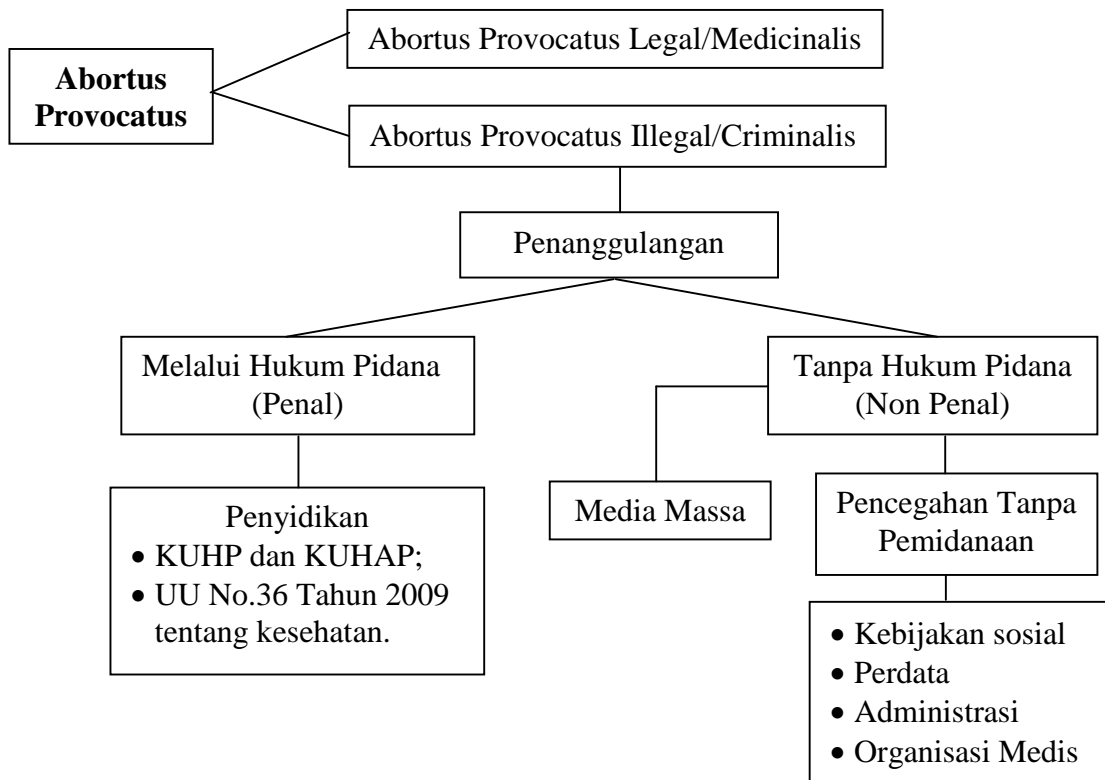 Abortus Provocatus Legal/Medicinalis
Abortus
Provocatus
Abortus Provocatus Illegal/Criminalis
Penanggulangan
Melalui Hukum Pidana
(Penal)
Tanpa Hukum Pidana
(Non Penal)
Penyidikan
• KUHP dan KUHAP;
• UU No.36 Tahun 2009
tentang kesehatan.
Media Massa
Pencegahan Tanpa
Pemidanaan
• Kebijakan sosial
• Perdata
• Administrasi
• Organisasi Medis